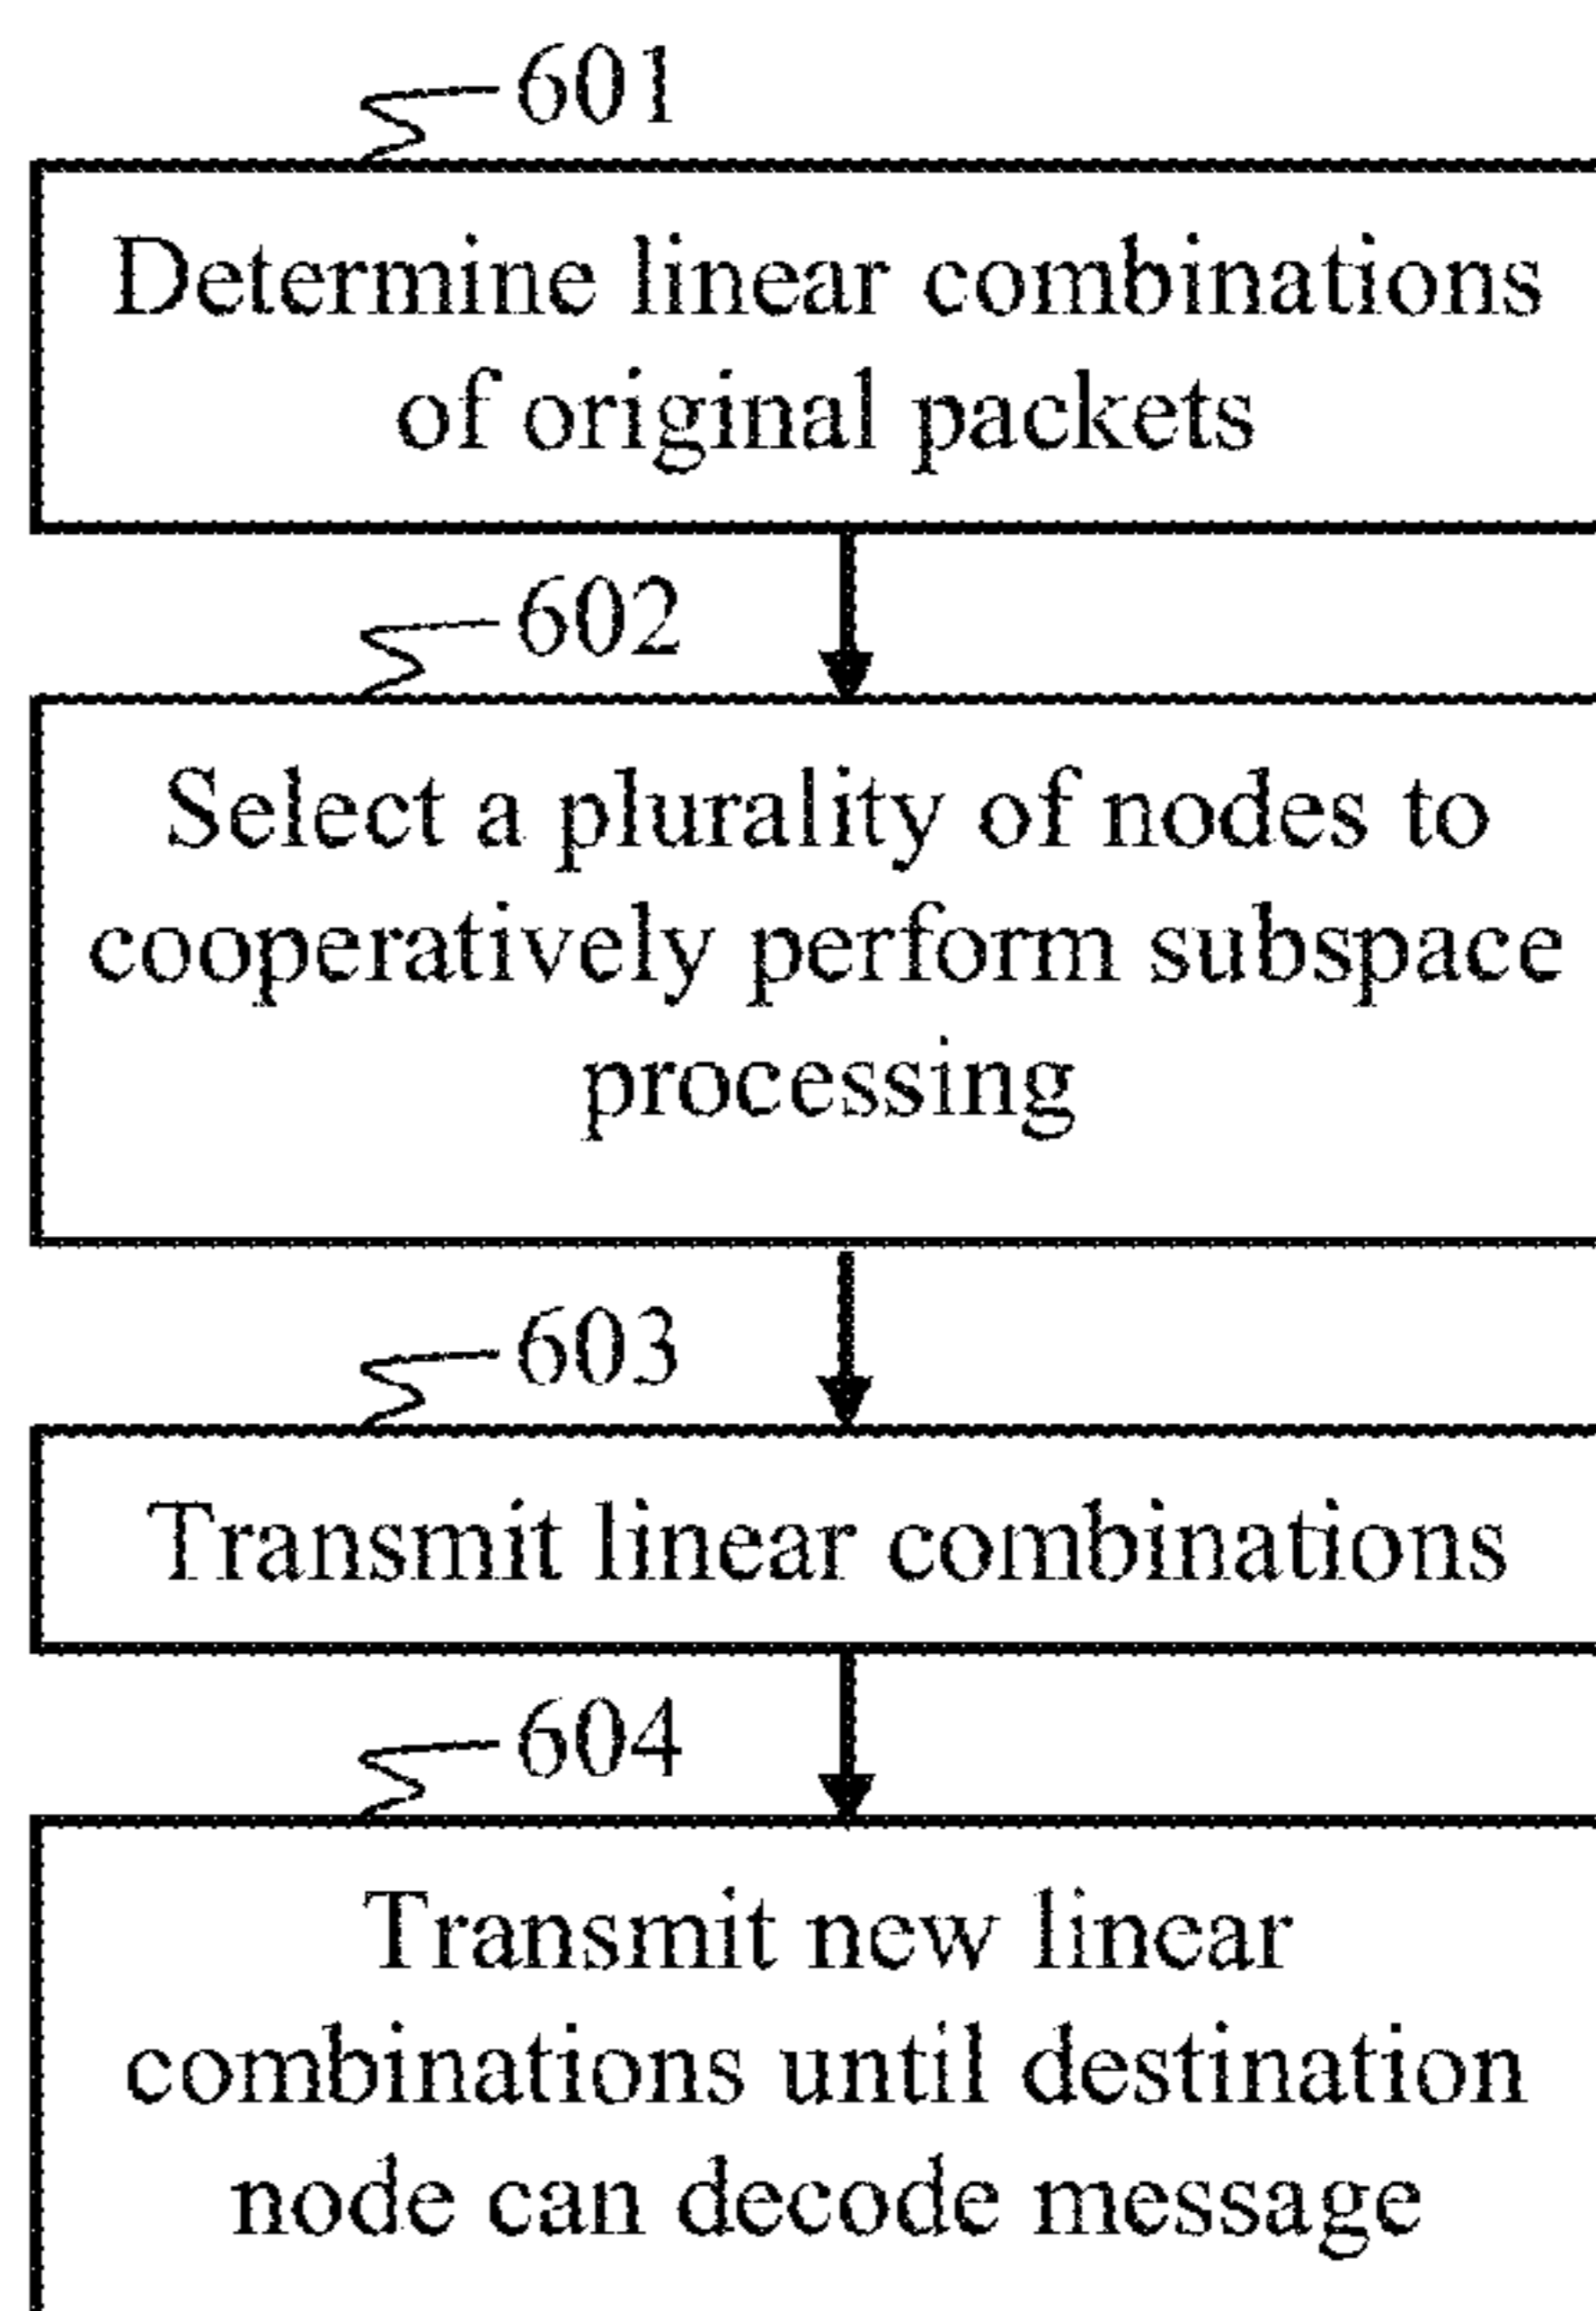 601
Determine linear combinations
of original packets
602
Select a plurality of nodes to
cooperatively perform subspace
processing
603
Transmit linear combinations
604
Transmit new linear
combinations until destination
node can decode message